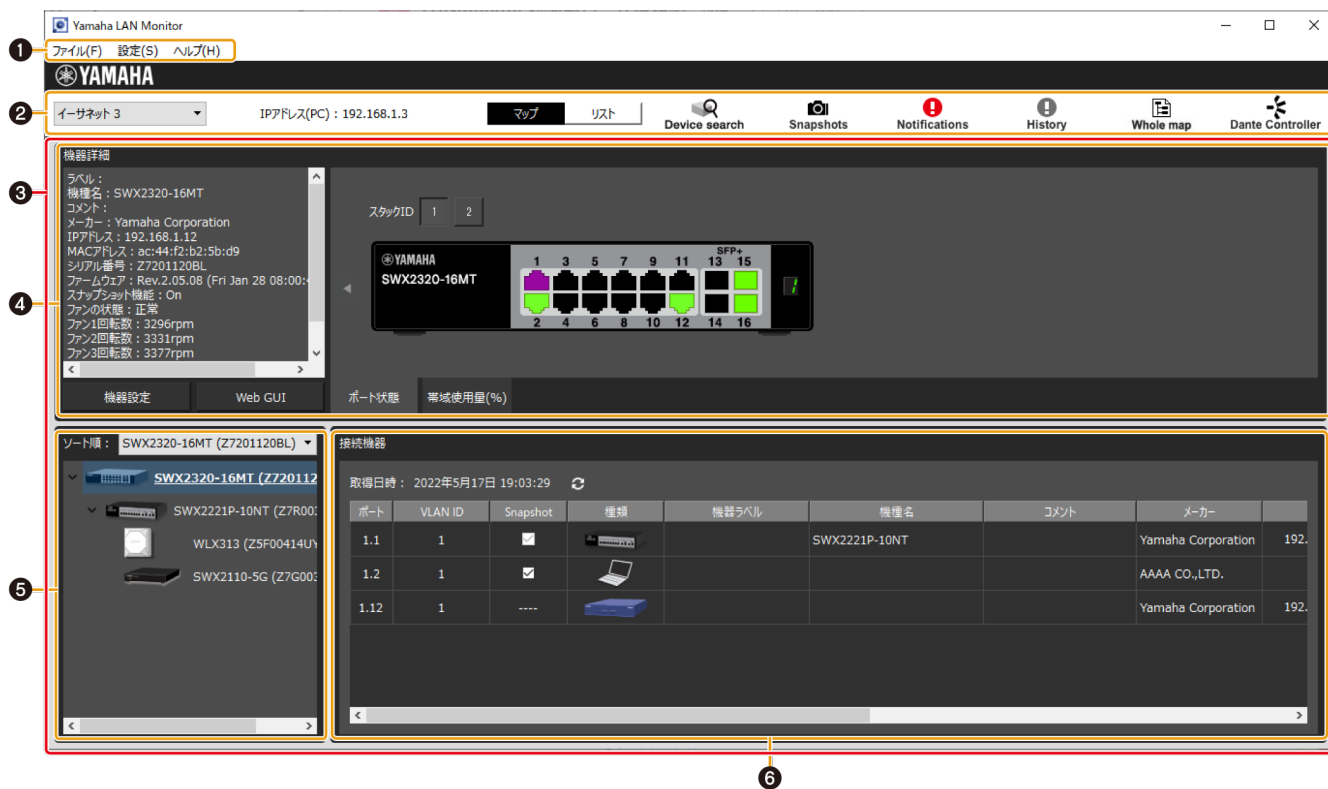 Yamaha LAN Monitor
❶ ファイル(F) 設定(S) ヘルプ(H)
YAMAHA
❷ イーサネット 3 IPアドレス(PC) : 192.168.1.3 マップ リスト Device search Snapshots Notifications History Whole map Dante Controller
❸
機器詳細
ラベル :
機種名 : SWX2320-16MT
コメント :
メーカー : Yamaha Corporation
IPアドレス : 192.168.1.12
MACアドレス : ac:44:f2:b2:5b:d9
シリアル番号 : Z7201120BL
ファームウェア : Rev.2.05.08 (Fri Jan 28 08:00:
スナップショット機能 : On
ファンの状態 : 正常
ファン1回転数 : 3296rpm
ファン2回転数 : 3331rpm
ファン3回転数 : 3377rpm
❹
機器設定 Web GUI
スタックID 1 2
YAMAHA
SWX2320-16MT
SFP+
1 3 5 7 9 11 13 15
1
2 4 6 8 10 12 14 16
ポート状態 帯域使用量(%)
❺
ソート順 : SWX2320-16MT (Z7201120BL)
SWX2320-16MT (Z720112
SWX2221P-10NT (Z7R00
WLX313 (Z5F00414U
SWX2110-5G (Z7G00
接続機器
取得日時 : 2022年5月17日 19:03:29
ポート VLAN ID Snapshot 種類 機器ラベル 機種名 コメント メーカー
1.1 1 SWX2221P-10NT Yamaha Corporation 192.
1.2 1 AAAA CO.,LTD.
1.12 1 ---- Yamaha Corporation 192.
❻